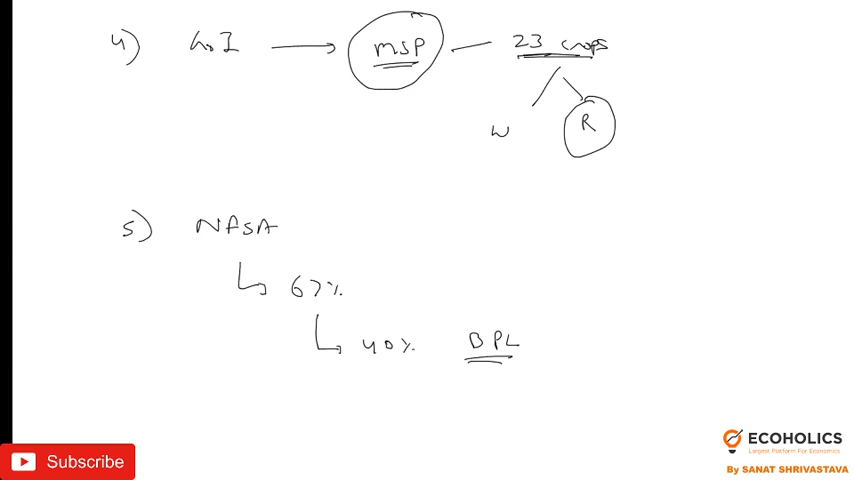 4) GoI → MSP — 23 crops
W R
5) NFSA
↳ 67%
↳ 40% BPL
ECOHOLICS
Largest Platform For Economics
Subscribe
By SANAT SHRIVASTAVA